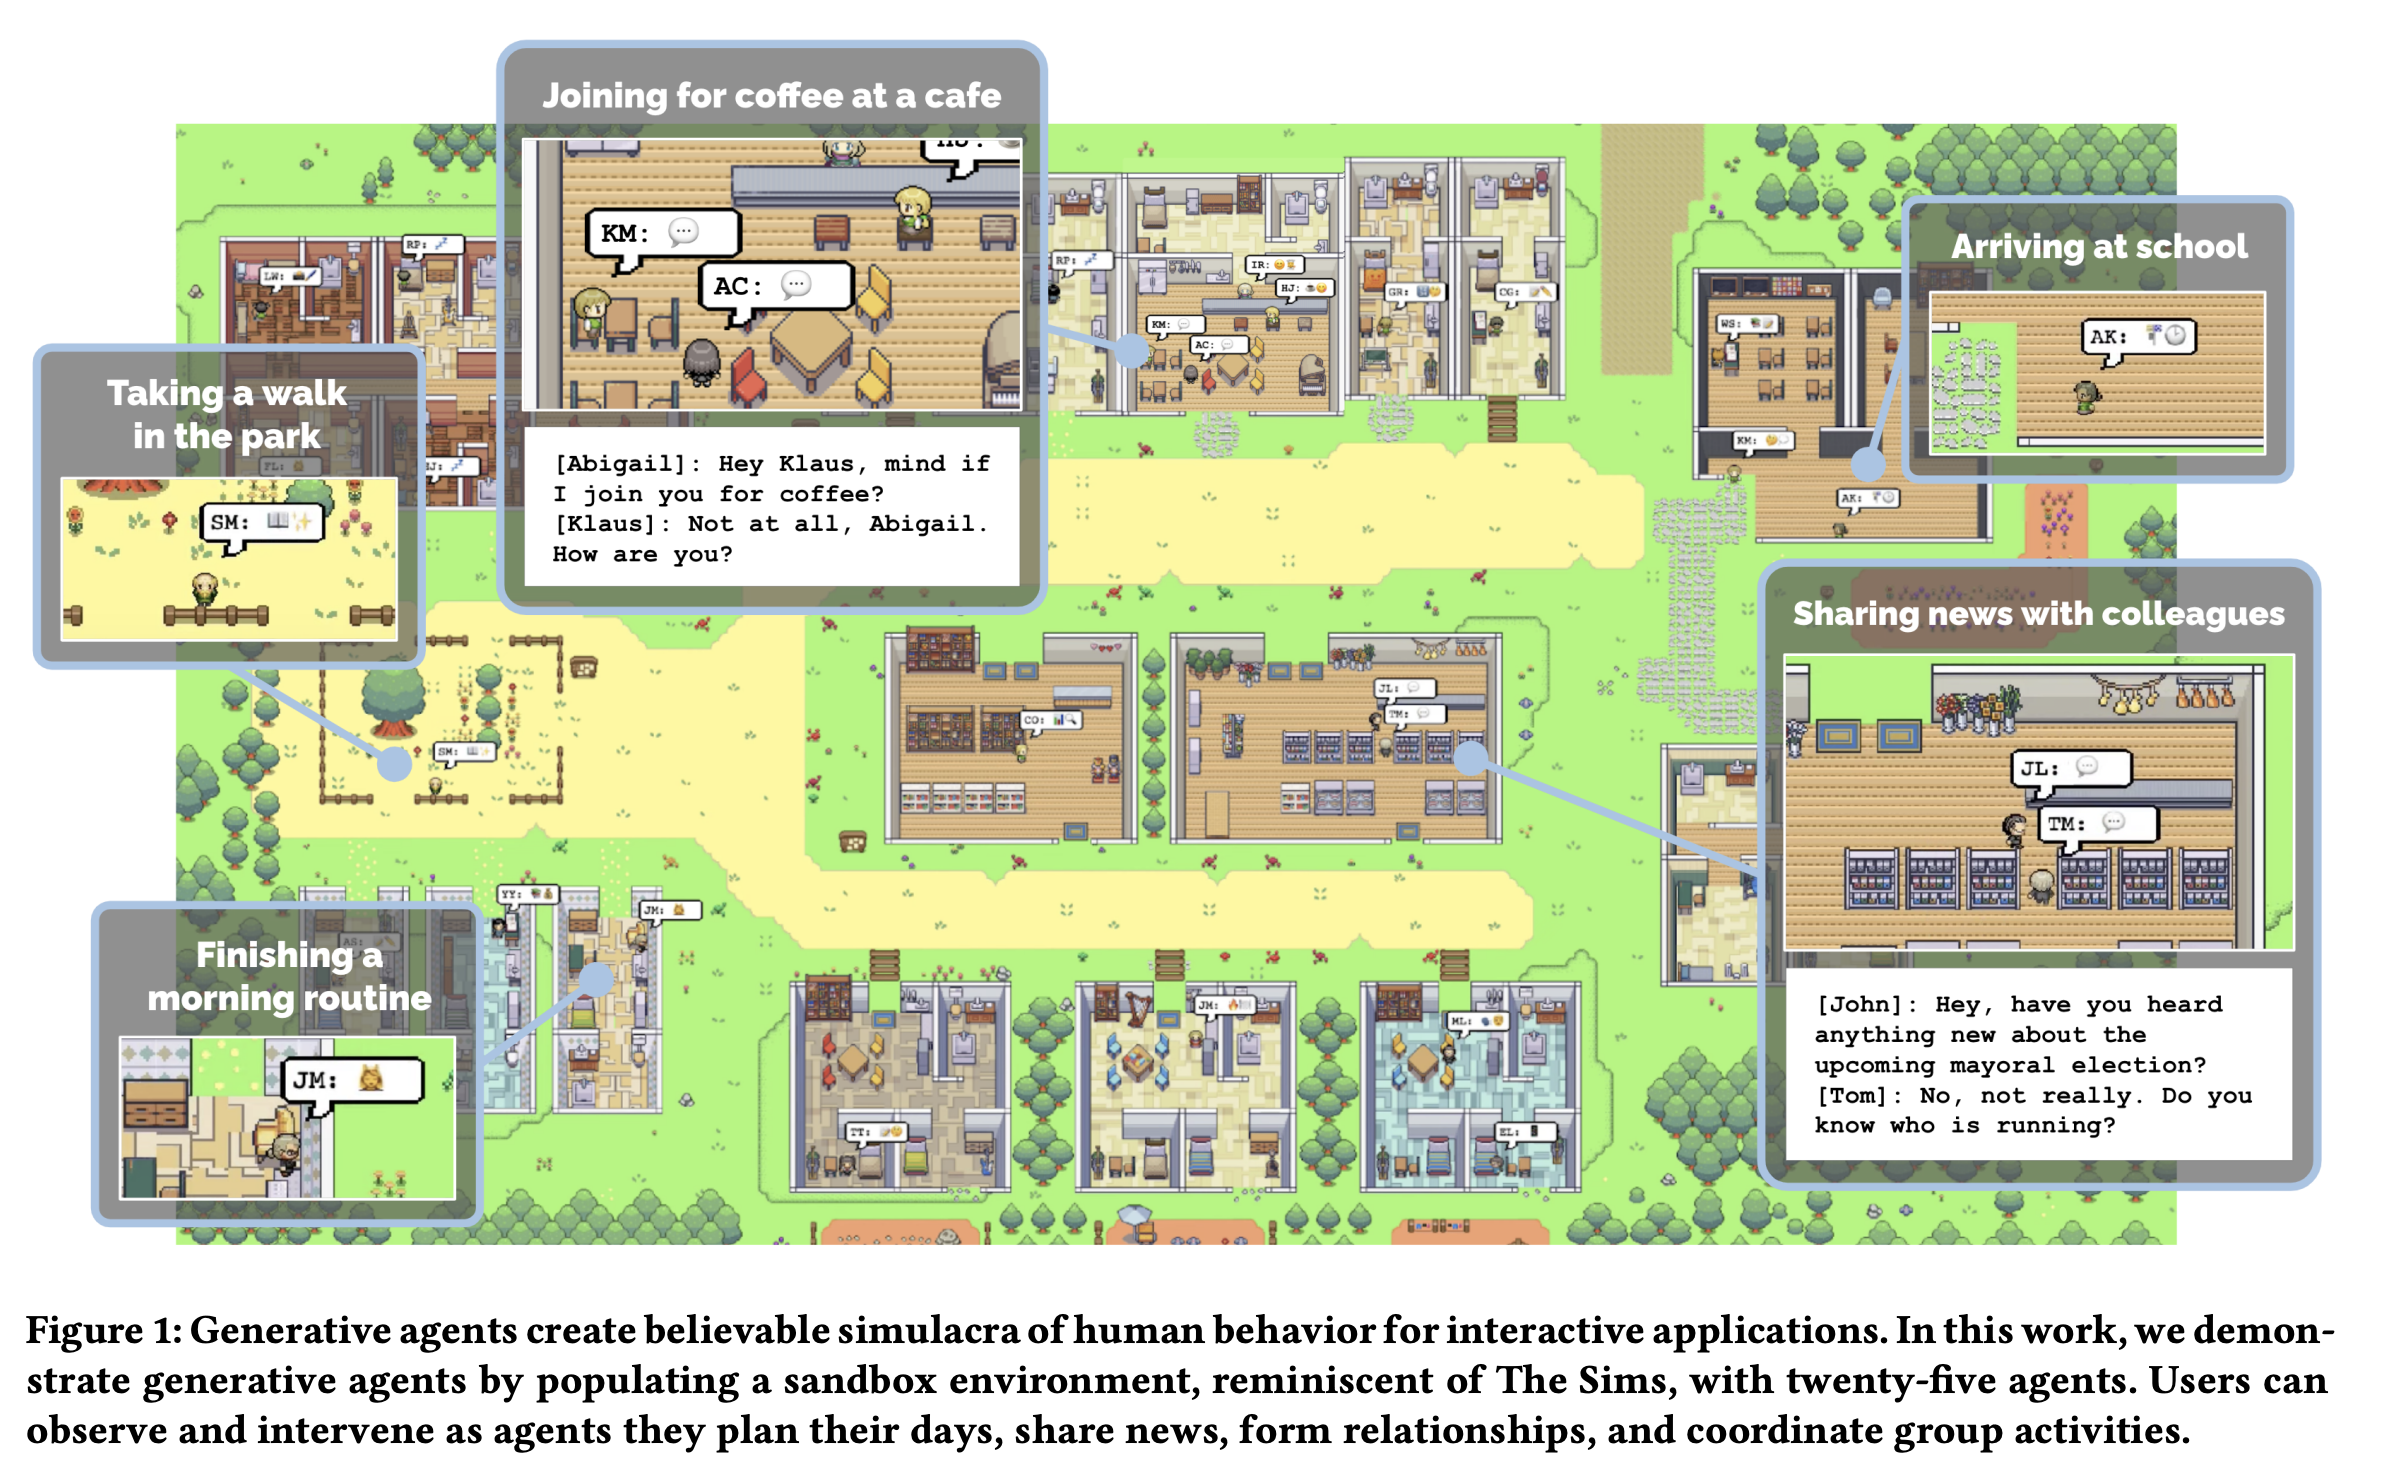 Joining for coffee at a cafe
KM:
AC:
[Abigail]: Hey Klaus, mind if
I join you for coffee?
[Klaus]: Not at all, Abigail.
How are you?
Arriving at school
AK:
Taking a walk
in the park
SM:
Sharing news with colleagues
JL:
TM:
[John]: Hey, have you heard
anything new about the
upcoming mayoral election?
[Tom]: No, not really. Do you
know who is running?
Finishing a
morning routine
JM:
LW:
RP:
RP:
IR:
HJ:
KM:
AC:
GR:
CG:
WS:
KM:
AK:
FL:
SM:
CO:
JL:
TM:
YY:
JM:
AS:
JM:
ML:
TT:
EL:
Figure 1: Generative agents create believable simulacra of human behavior for interactive applications. In this work, we demon-
strate generative agents by populating a sandbox environment, reminiscent of The Sims, with twenty-five agents. Users can
observe and intervene as agents they plan their days, share news, form relationships, and coordinate group activities.